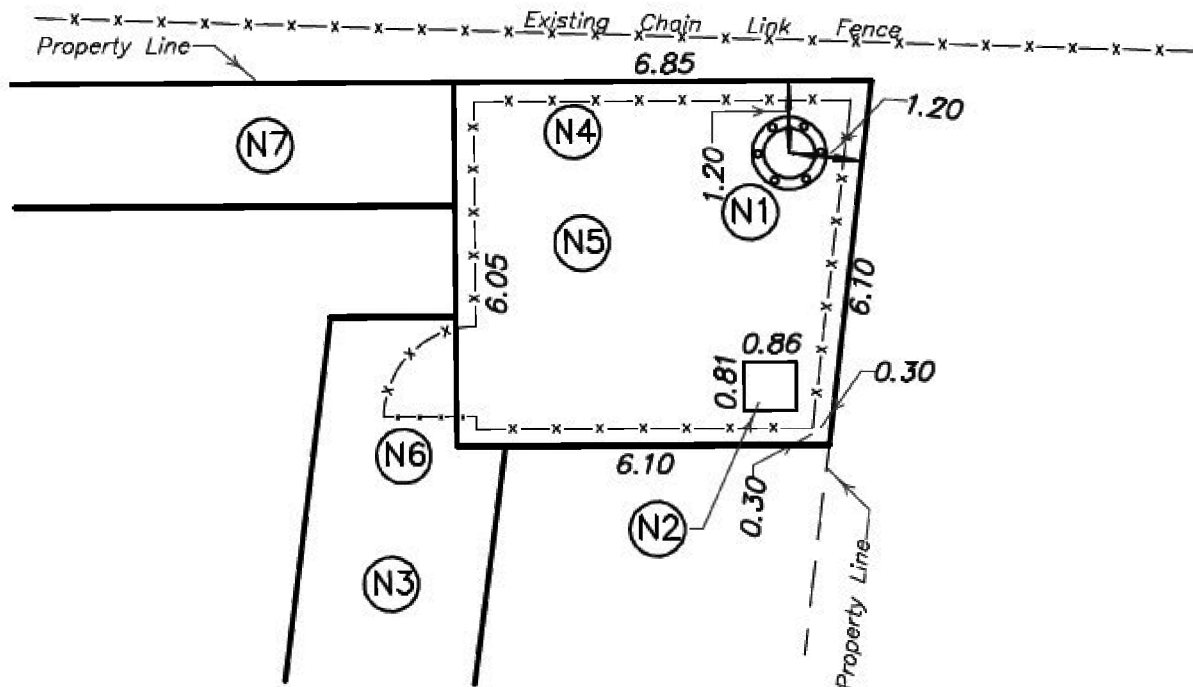 Existing Chain Link Fence
Property Line
6.85
1.20
N7
N4
1.20
N1
N5
6.05
6.10
0.86
0.81
0.30
N6
6.10
0.30
N2
N3
Property Line